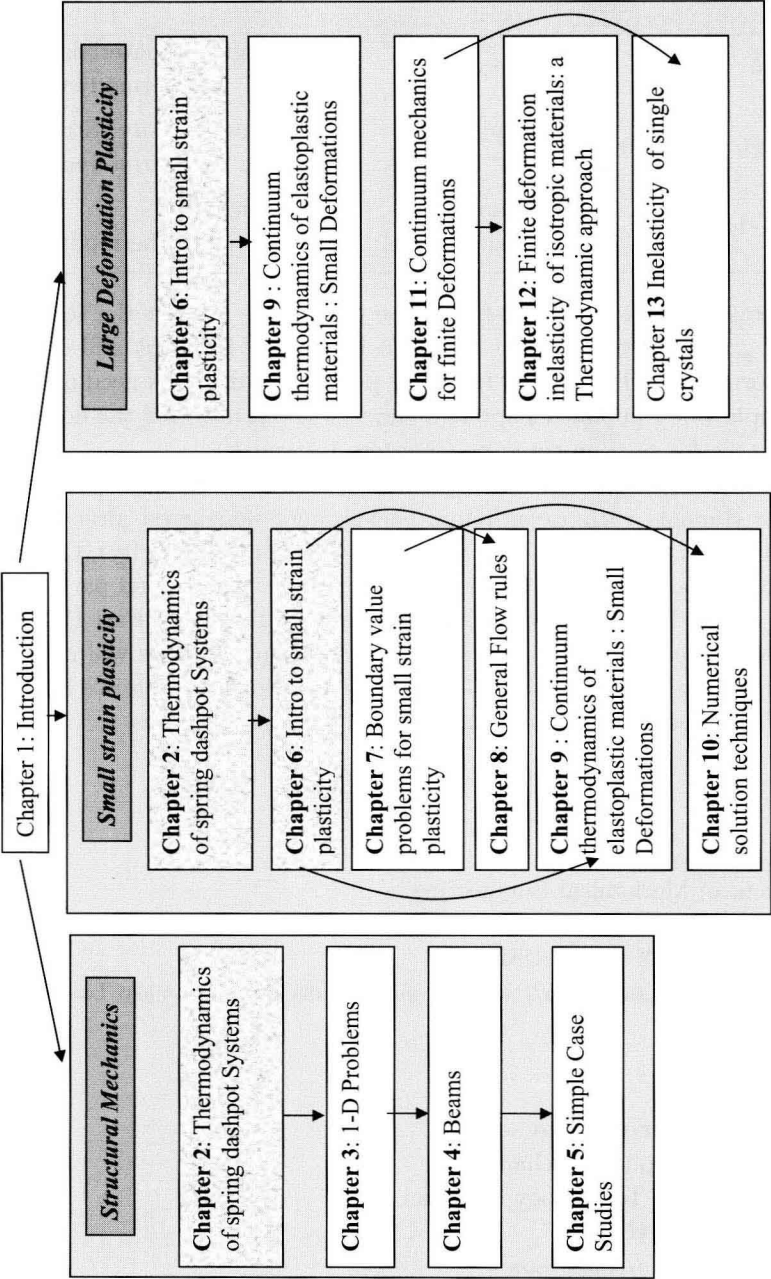 Chapter 1: Introduction
Structural Mechanics
Chapter 2: Thermodynamics
of spring dashpot Systems
Chapter 3: 1-D Problems
Chapter 4: Beams
Chapter 5: Simple Case
Studies
Small strain plasticity
Chapter 2: Thermodynamics
of spring dashpot Systems
Chapter 6: Intro to small strain
plasticity
Chapter 7: Boundary value
problems for small strain
plasticity
Chapter 8: General Flow rules
Chapter 9 : Continuum
thermodynamics of
elastoplastic materials : Small
Deformations
Chapter 10: Numerical
solution techniques
Large Deformation Plasticity
Chapter 6: Intro to small strain
plasticity
Chapter 9 : Continuum
thermodynamics of elastoplastic
materials : Small Deformations
Chapter 11: Continuum mechanics
for finite Deformations
Chapter 12: Finite deformation
inelasticity of isotropic materials: a
Thermodynamic approach
Chapter 13 Inelasticity of single
crystals